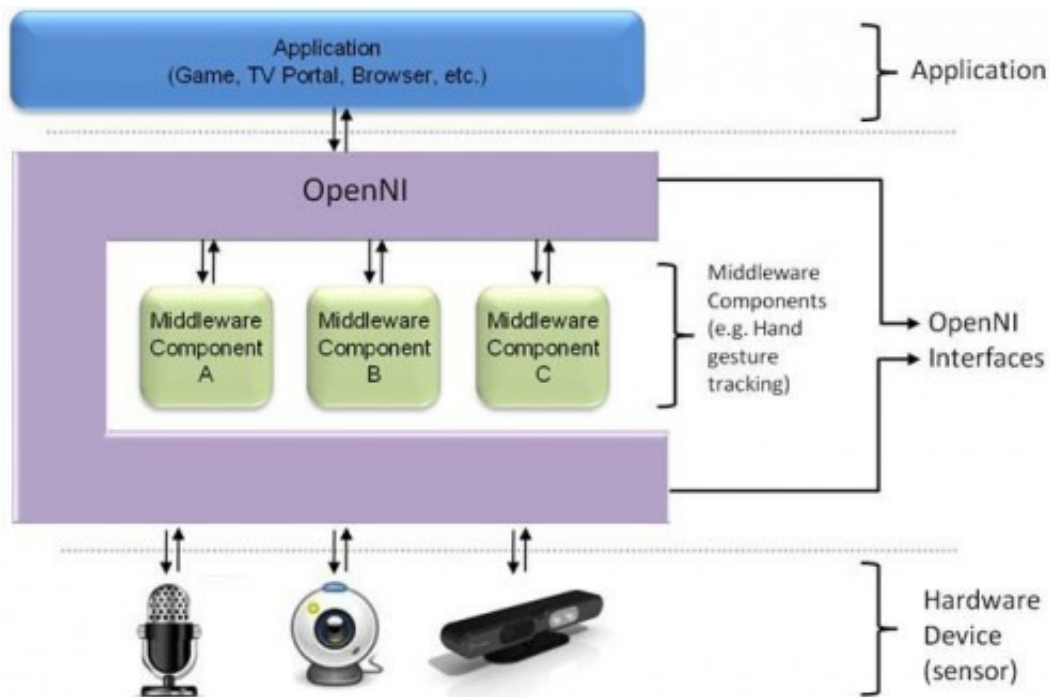 Application
(Game, TV Portal, Browser, etc.)
Application
OpenNI
Middleware
Component
A
Middleware
Component
B
Middleware
Component
C
Middleware
Components
(e.g. Hand
gesture
tracking)
OpenNI
Interfaces
Hardware
Device
(sensor)